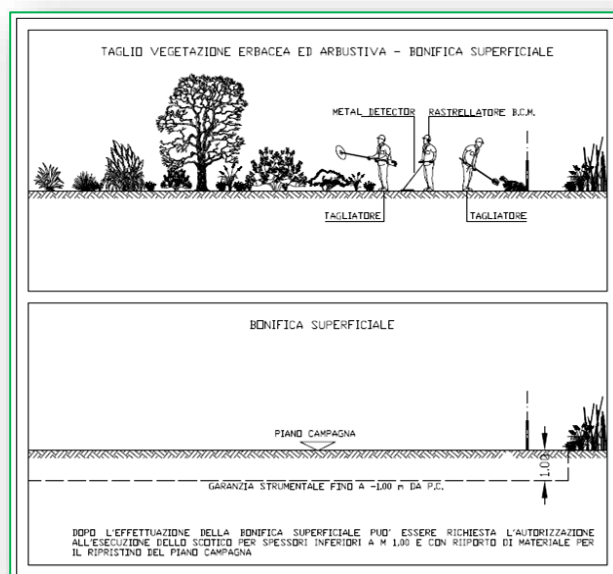 TAGLIO VEGETAZIONE ERBACEA ED ARBUSTIVA - BONIFICA SUPERFICIALE
METAL DETECTOR RASTRELLATORE B.C.M.
TAGLIATORE TAGLIATORE
BONIFICA SUPERFICIALE
PIANO CAMPAGNA
1.00
GARANZIA STRUMENTALE FINO A -1.00 m DA P.C.
DOPO L'EFFETTUAZIONE DELLA BONIFICA SUPERFICIALE PUO' ESSERE RICHIESTA L'AUTORIZZAZIONE
ALL'ESECUZIONE DELLO SCOTICO PER SPESSORI INFERIORI A M 1,00 E CON RIIPORTO DI MATERIALE PER
IL RIPRISTINO DEL PIANO CAMPAGNA